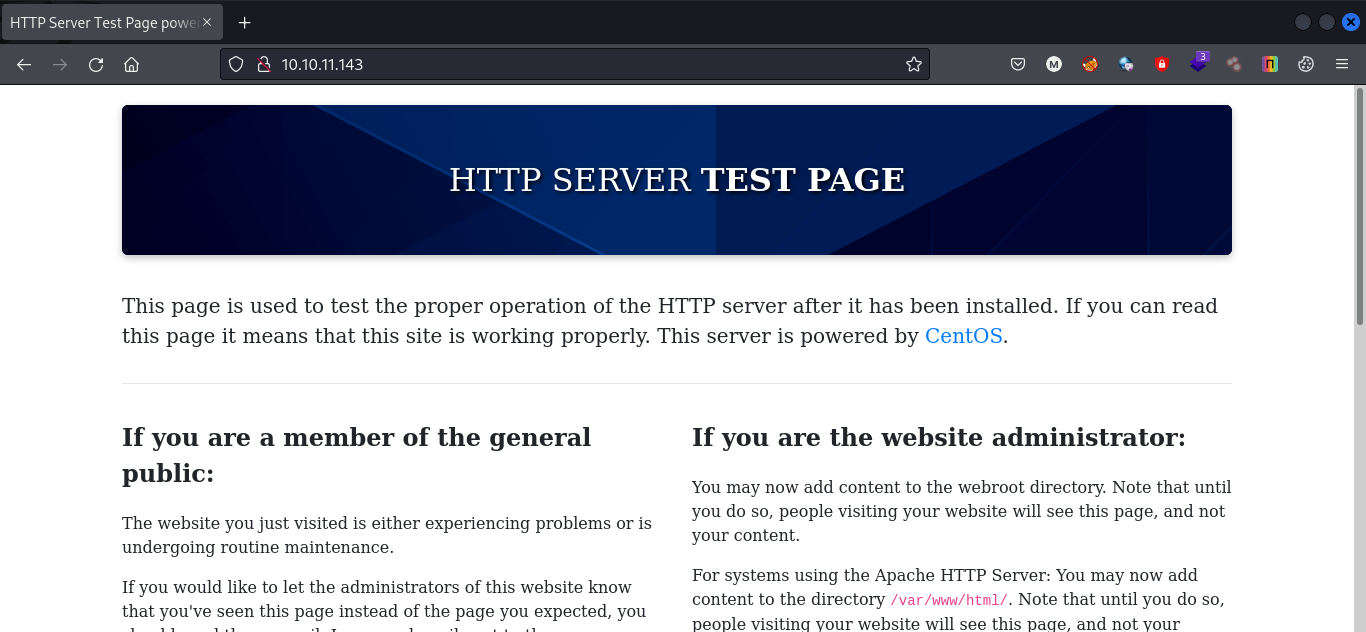 HTTP Server Test Page powe
10.10.11.143
M
3
HTTP SERVER TEST PAGE
This page is used to test the proper operation of the HTTP server after it has been installed. If you can read
this page it means that this site is working properly. This server is powered by CentOS.
If you are a member of the general
public:
The website you just visited is either experiencing problems or is
undergoing routine maintenance.
If you would like to let the administrators of this website know
that you've seen this page instead of the page you expected, you
If you are the website administrator:
You may now add content to the webroot directory. Note that until
you do so, people visiting your website will see this page, and not
your content.
For systems using the Apache HTTP Server: You may now add
content to the directory /var/www/html/. Note that until you do so,
people visiting your website will see this page, and not your